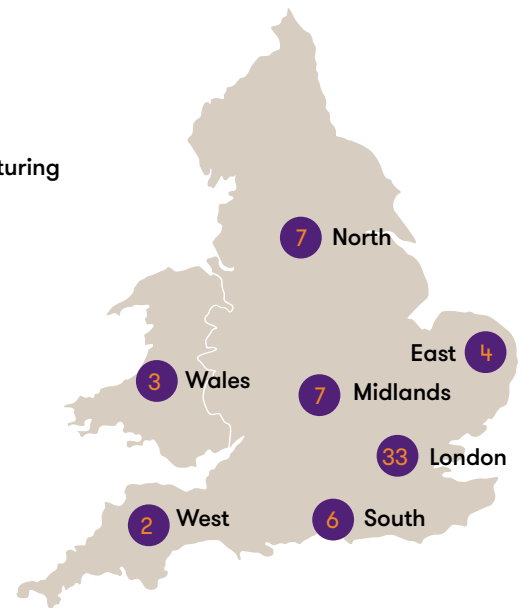 turing
7 North
East 4
3 Wales
7 Midlands
33 London
2 West
6 South